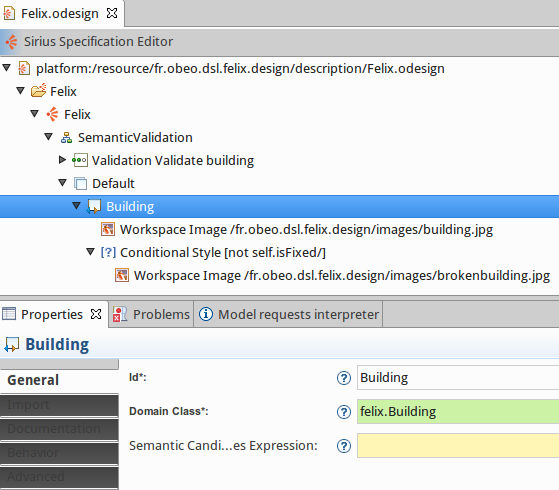 Felix.odesign
Sirius Specification Editor
platform:/resource/fr.obeo.dsl.felix.design/description/Felix.odesign
Felix
Felix
SemanticValidation
Validation Validate building
Default
Building
Workspace Image /fr.obeo.dsl.felix.design/images/building.jpg
[?] Conditional Style [not self.isFixed/]
Workspace Image /fr.obeo.dsl.felix.design/images/brokenbuilding.jpg
Properties Problems Model requests interpreter
Building
General
Id*: ? Building
Import
Domain Class*: ? felix.Building
Documentation
Semantic Candi...es Expression: ?
Behavior
Advanced